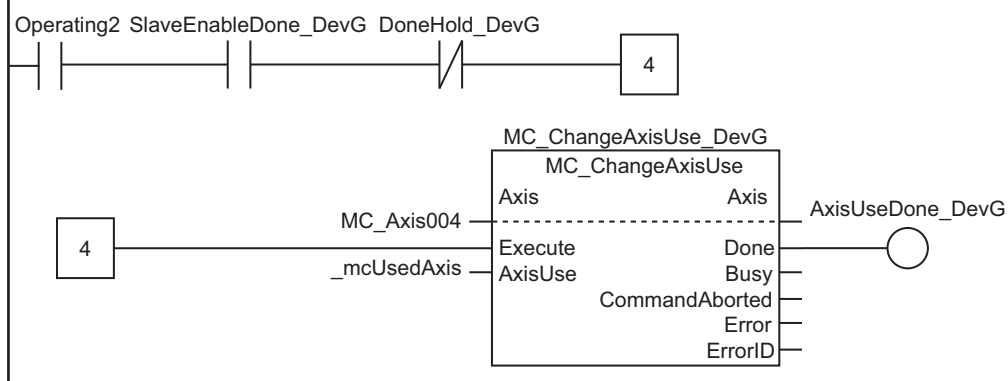 Operating2 SlaveEnableDone_DevG DoneHold_DevG
4
MC_ChangeAxisUse_DevG
MC_ChangeAxisUse
Axis Axis
MC_Axis004
AxisUseDone_DevG
4
Execute Done
_mcUsedAxis AxisUse Busy
CommandAborted
Error
ErrorID